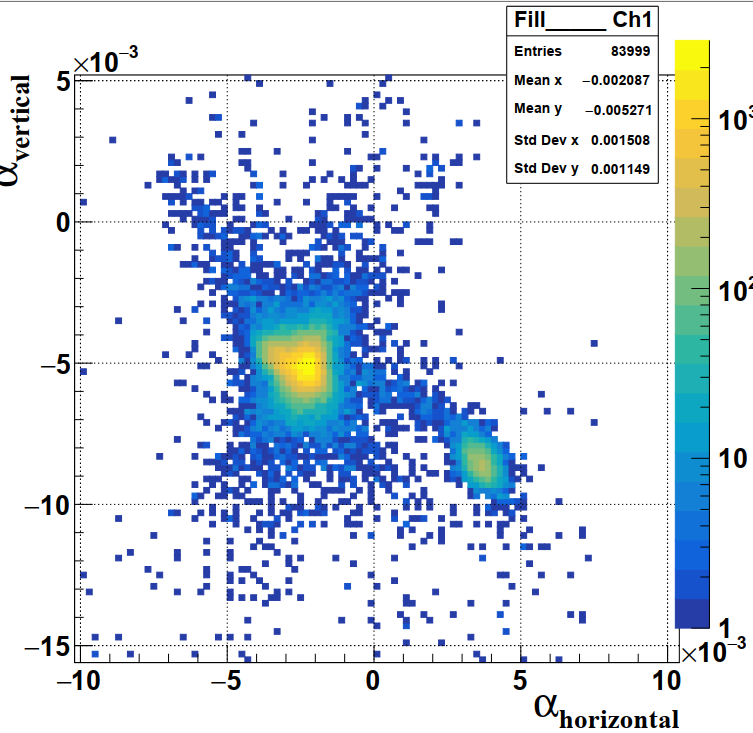 Fill_____ Ch1
Entries 83999
Mean x −0.002087
Mean y −0.005271
Std Dev x 0.001508
Std Dev y 0.001149
×10⁻³
α_vertical
5
0
−5
−10
−15
−10 −5 0 5 10
×10⁻³
α_horizontal
10³
10²
10
1